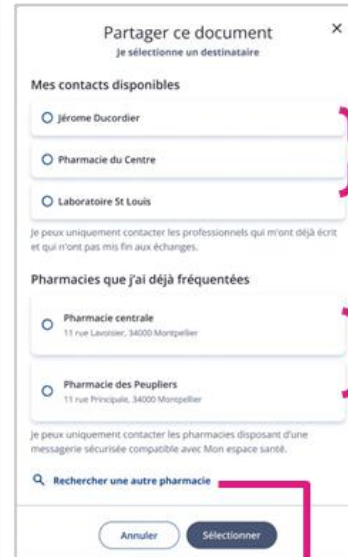 Partager ce document
Je sélectionne un destinataire
Mes contacts disponibles
Jérome Ducordier
Pharmacie du Centre
Laboratoire St Louis
Je peux uniquement contacter les professionnels qui m'ont déjà écrit
et qui n'ont pas mis fin aux échanges.
Pharmacies que j'ai déjà fréquentées
Pharmacie centrale
11 rue Lavoisier, 34000 Montpellier
Pharmacie des Peupliers
11 rue Principale, 34000 Montpellier
Je peux uniquement contacter les pharmacies disposant d'une
messagerie sécurisée compatible avec Mon espace santé.
Rechercher une autre pharmacie
Annuler
Sélectionner